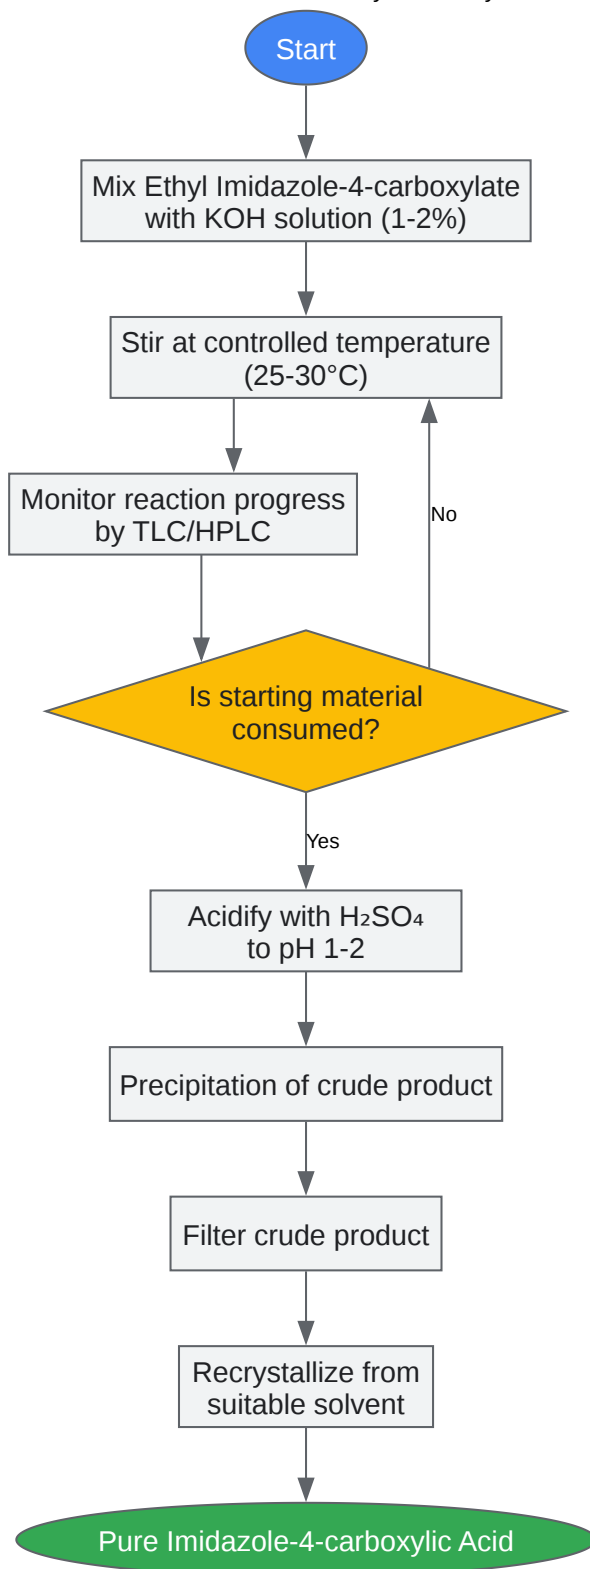 Start
Mix Ethyl Imidazole-4-carboxylate
with KOH solution (1-2%)
Stir at controlled temperature
(25-30°C)
Monitor reaction progress
by TLC/HPLC
No
Is starting material
consumed?
Yes
Acidify with H₂SO₄
to pH 1-2
Precipitation of crude product
Filter crude product
Recrystallize from
suitable solvent
Pure Imidazole-4-carboxylic Acid